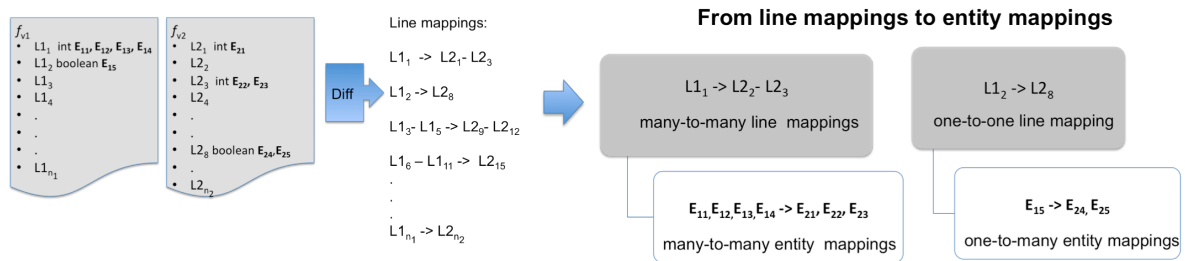 f_v1
• L1_1 int E_11, E_12, E_13, E_14
• L1_2 boolean E_15
• L1_3
• L1_4
• .
• .
• .
• L1_n_1
f_v2
• L2_1 int E_21
• L2_2
• L2_3 int E_22, E_23
• L2_4
• .
• .
• L2_8 boolean E_24,E_25
• .
• L2_n_2
Diff
Line mappings:
L1_1 -> L2_1- L2_3
L1_2 -> L2_8
L1_3- L1_5 -> L2_9- L2_12
L1_6 – L1_11 -> L2_15
.
.
.
L1_n_1 -> L2_n_2
From line mappings to entity mappings
L1_1 -> L2_2- L2_3
many-to-many line mappings
E_11,E_12,E_13,E_14 -> E_21, E_22, E_23
many-to-many entity mappings
L1_2 -> L2_8
one-to-one line mapping
E_15 -> E_24, E_25
one-to-many entity mappings